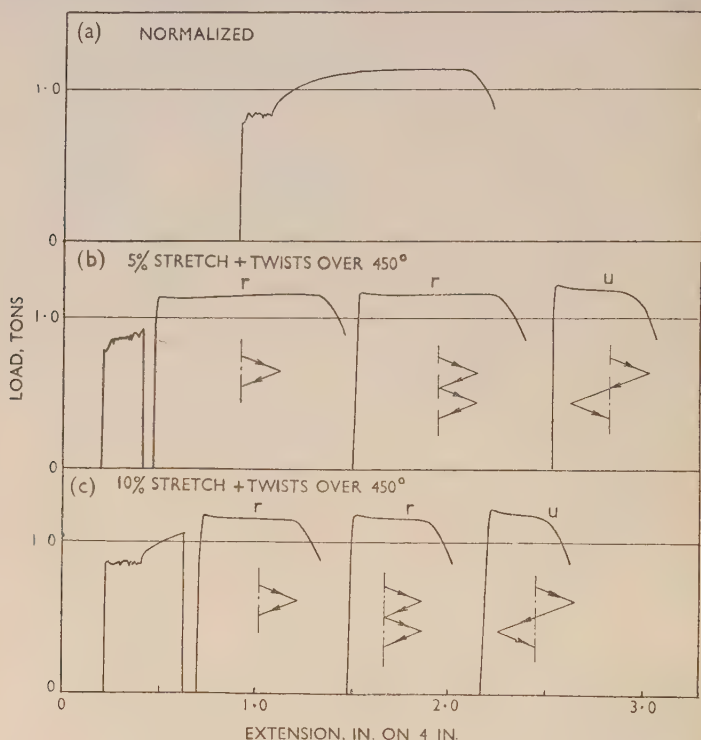 (a) NORMALIZED
1·0
0
(b) 5% STRETCH + TWISTS OVER 450°
r r u
1·0
0
(c) 10% STRETCH + TWISTS OVER 450°
r r u
1 0
0
LOAD, TONS
0 1·0 2·0 3·0
EXTENSION, IN. ON 4 IN.